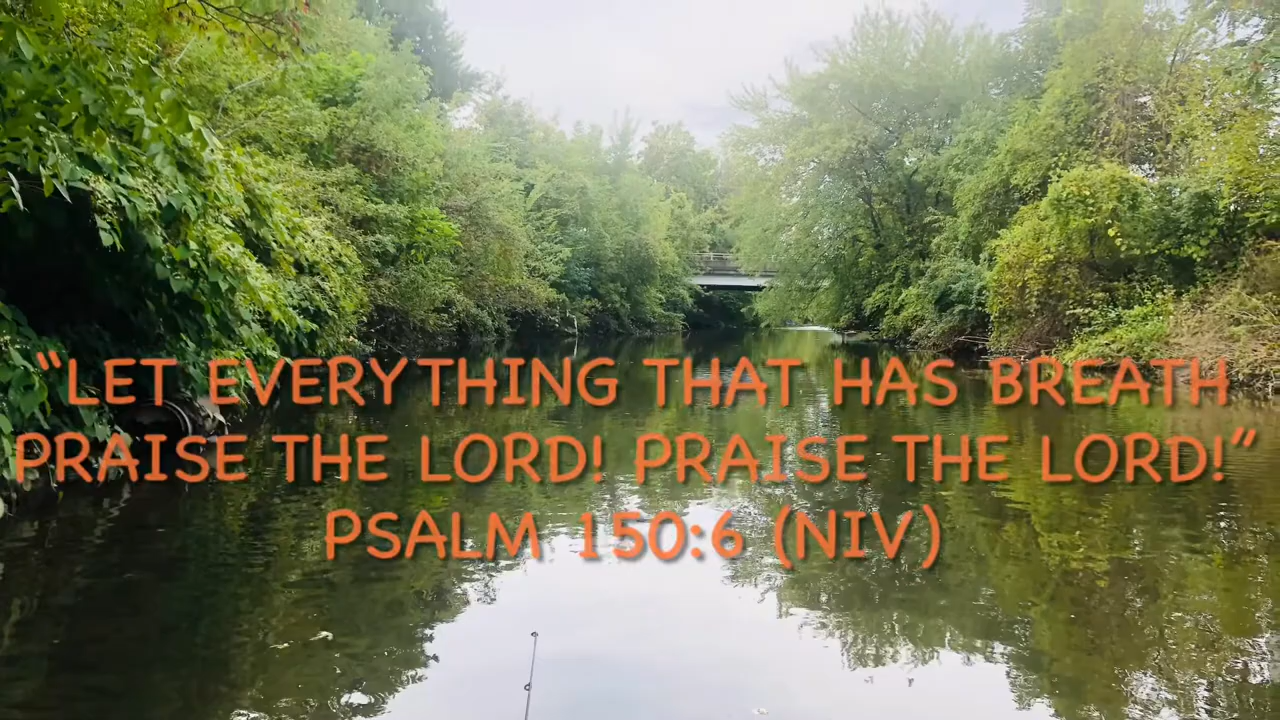 “LET EVERYTHING THAT HAS BREATH
PRAISE THE LORD! PRAISE THE LORD!”
PSALM 150:6 (NIV)